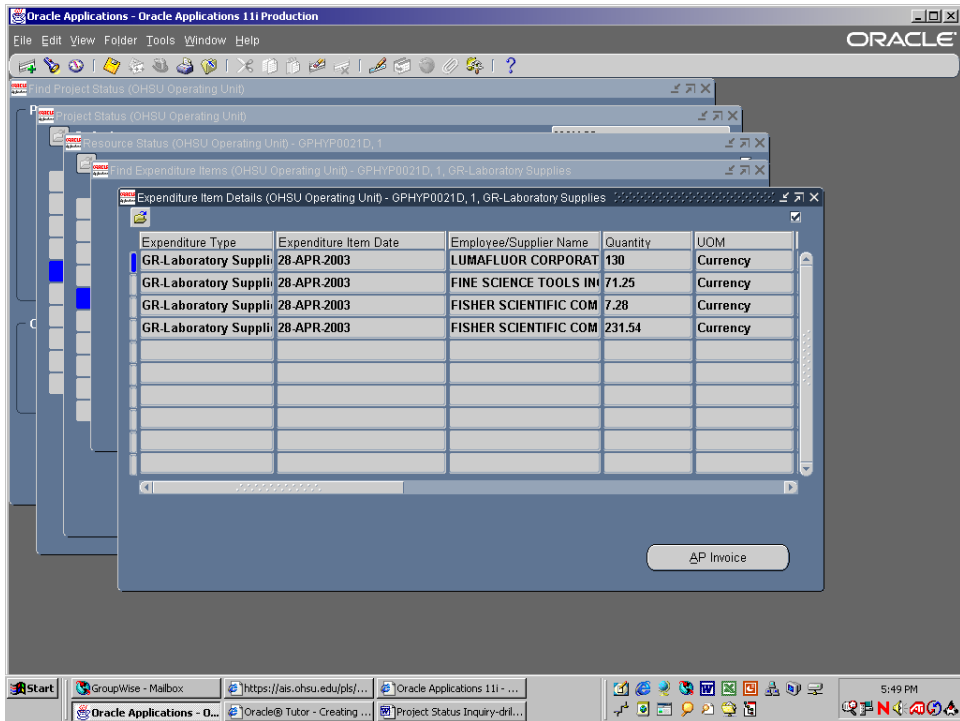 Oracle Applications - Oracle Applications 11i Production
File Edit View Folder Tools Window Help
ORACLE
Find Project Status (OHSU Operating Unit)
Project Status (OHSU Operating Unit)
Resource Status (OHSU Operating Unit) - GPHYP0021D, 1
Find Expenditure Items (OHSU Operating Unit) - GPHYP0021D, 1, GR-Laboratory Supplies
Expenditure Item Details (OHSU Operating Unit) - GPHYP0021D, 1, GR-Laboratory Supplies
Expenditure Type Expenditure Item Date Employee/Supplier Name Quantity UOM
GR-Laboratory Suppli 28-APR-2003 LUMAFLUOR CORPORAT 130 Currency
GR-Laboratory Suppli 28-APR-2003 FINE SCIENCE TOOLS IN 71.25 Currency
GR-Laboratory Suppli 28-APR-2003 FISHER SCIENTIFIC COM 7.28 Currency
GR-Laboratory Suppli 28-APR-2003 FISHER SCIENTIFIC COM 231.54 Currency
AP Invoice
Start GroupWise - Mailbox https://ais.ohsu.edu/pls/... Oracle Applications 11i - ... 5:49 PM
Oracle Applications - O... Oracle® Tutor - Creating ... Project Status Inquiry-dril...